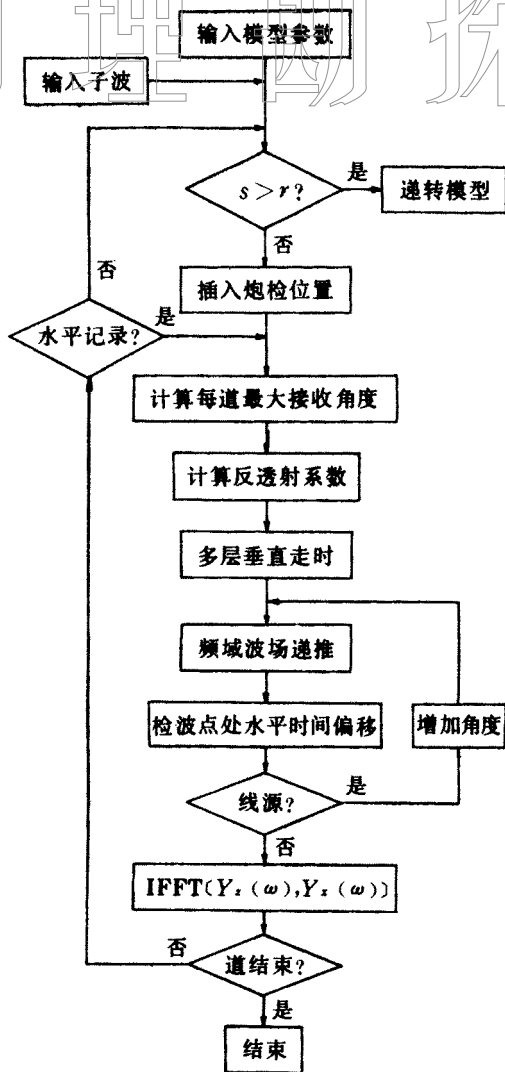 理勘探
输入模型参数
输入子波
s>r?
是
递转模型
否
插入炮检位置
否
水平记录?
是
计算每道最大接收角度
计算反透射系数
多层垂直走时
频域波场递推
检波点处水平时间偏移
增加角度
线源?
是
否
IFFT(Yz(ω),Yx(ω))
否
道结束?
是
结束